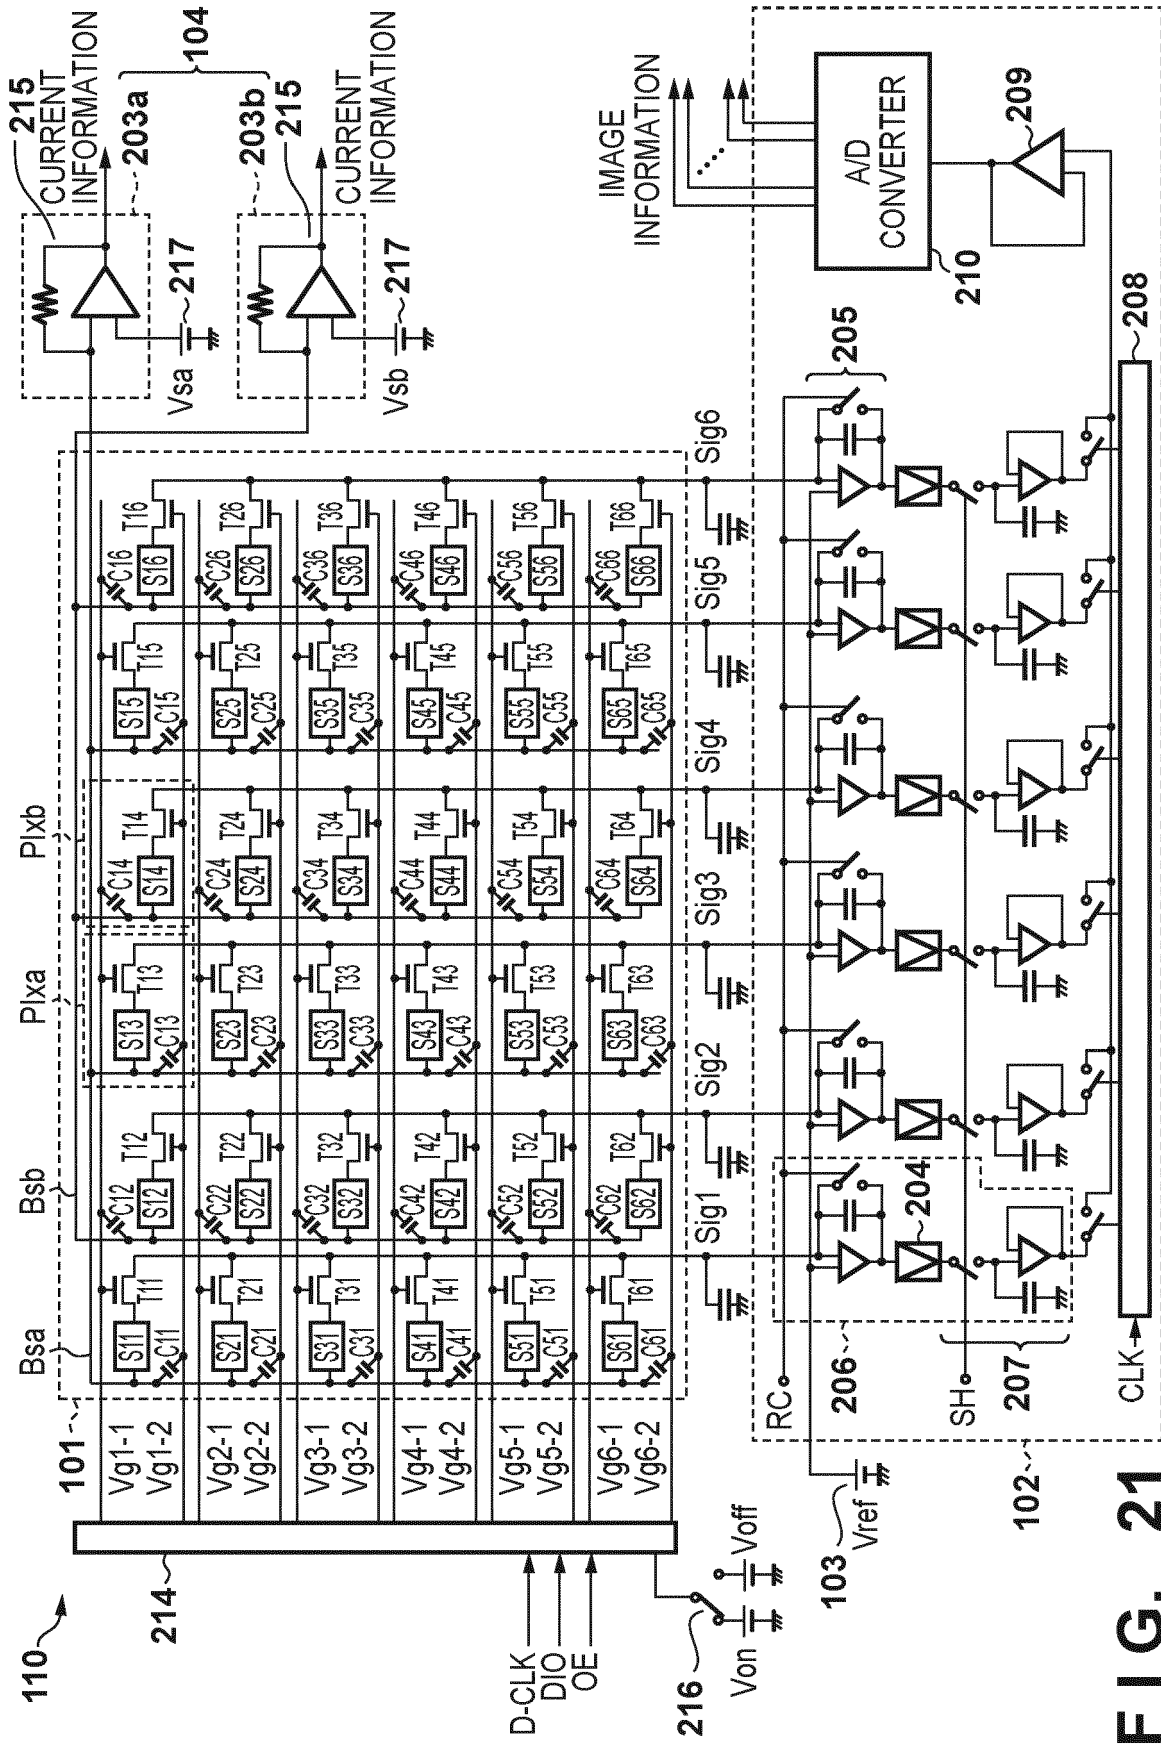 FIG. 21
110
214
D-CLK
DIO
OE
216
Von
Voff
101
Bsa
Bsb
PIxa
PIxb
Vg1-1
Vg1-2
Vg2-1
Vg2-2
Vg3-1
Vg3-2
Vg4-1
Vg4-2
Vg5-1
Vg5-2
Vg6-1
Vg6-2
S11 T11 C11 C12 S12 T12 S13 T13 C13 C14 S14 T14 S15 T15 C15 C16 S16 T16
S21 T21 C21 C22 S22 T22 S23 T23 C23 C24 S24 T24 S25 T25 C25 C26 S26 T26
S31 T31 C31 C32 S32 T32 S33 T33 C33 C34 S34 T34 S35 T35 C35 C36 S36 T36
S41 T41 C41 C42 S42 T42 S43 T43 C43 C44 S44 T44 S45 T45 C45 C46 S46 T46
S51 T51 C51 C52 S52 T52 S53 T53 C53 C54 S54 T54 S55 T55 C55 C56 S56 T56
S61 T61 C61 C62 S62 T62 S63 T63 C63 C64 S64 T64 S65 T65 C65 C66 S66 T66
Sig1 Sig2 Sig3 Sig4 Sig5 Sig6
215
CURRENT
INFORMATION
203a
104
203b
215
CURRENT
INFORMATION
217
Vsa
217
Vsb
IMAGE
INFORMATION
A/D
CONVERTER
210
209
208
205
204
206
207
RC
SH
103
Vref
102
CLK